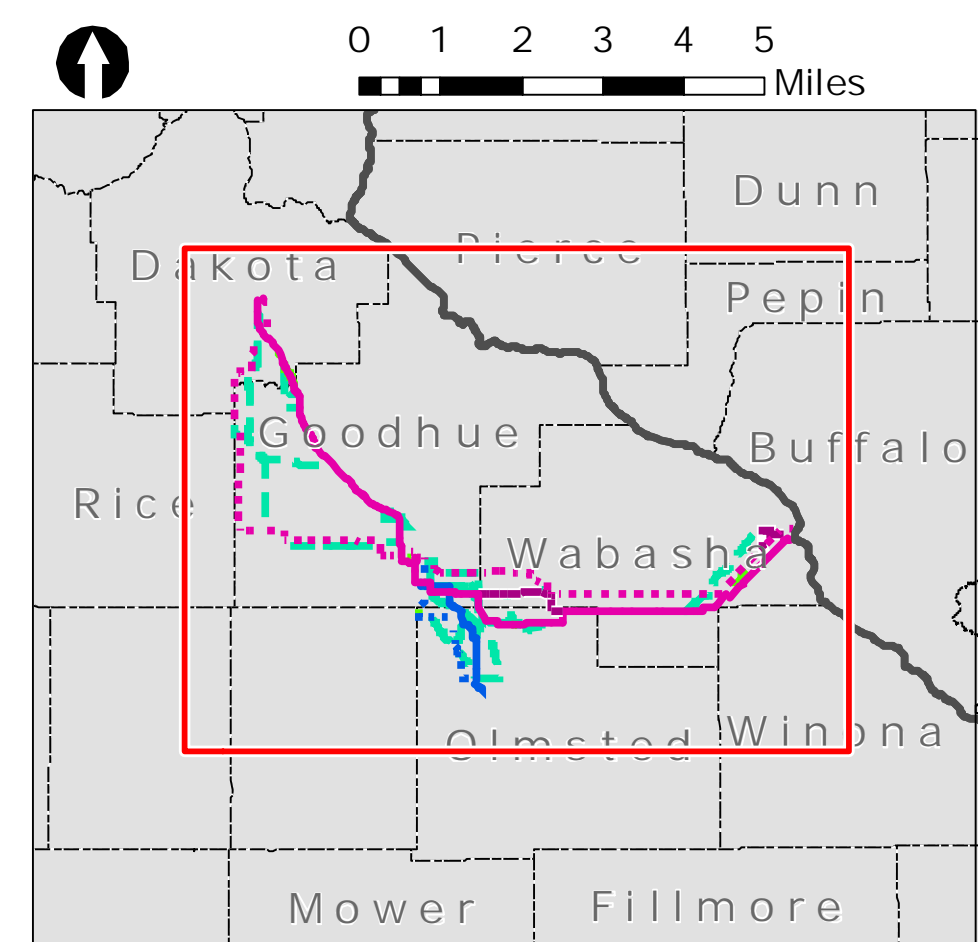 0 1 2 3 4 5
Miles
Dunn
Pierce
Dakota
Pepin
Goodhue
Buffalo
Rice
Wabasha
Olmsted
Winona
Mower
Fillmore